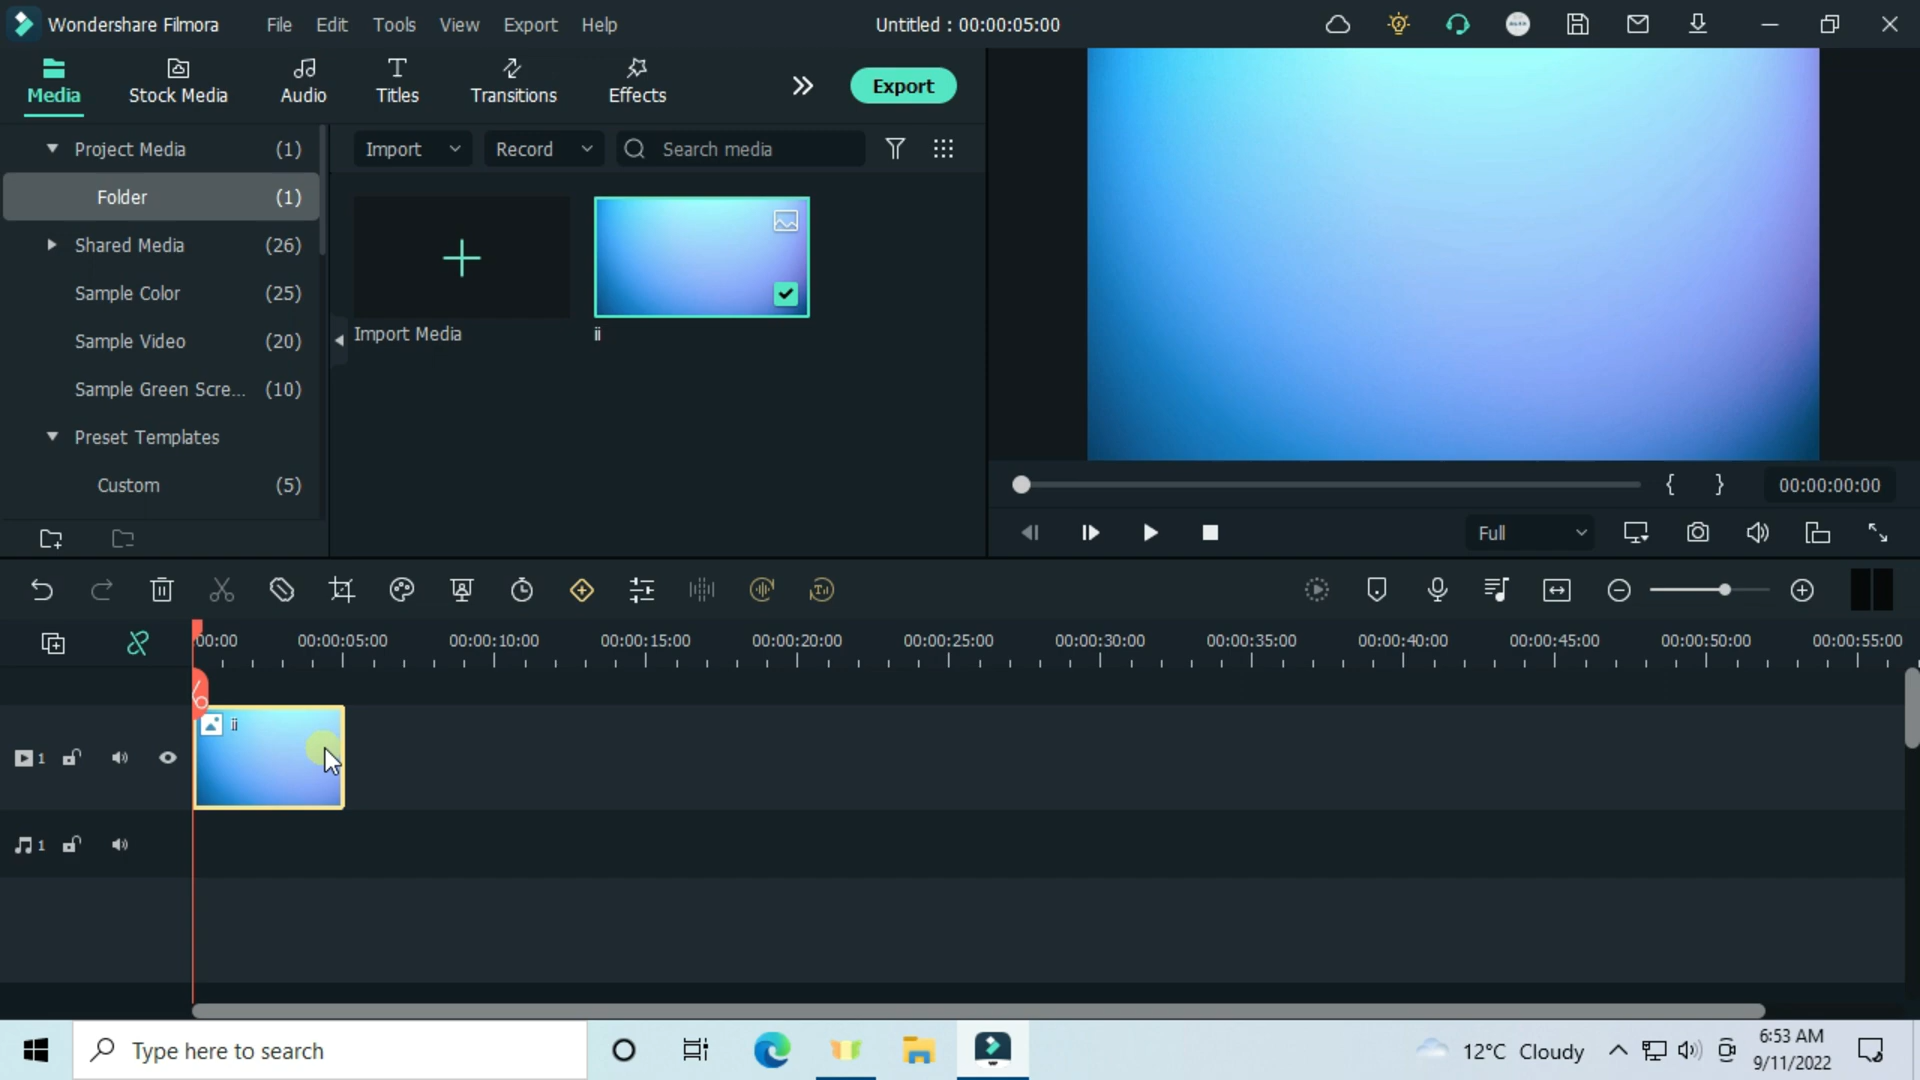 Wondershare Filmora File Edit Tools View Export Help Untitled : 00:00:05:00
Media Stock Media Audio Titles Transitions Effects Export
Project Media (1)
Folder (1)
Shared Media (26)
Sample Color (25)
Sample Video (20)
Sample Green Scre... (10)
Preset Templates
Custom (5)
Import Record Search media
Import Media ii
00:00:00:00
Full
:00:00 00:00:05:00 00:00:10:00 00:00:15:00 00:00:20:00 00:00:25:00 00:00:30:00 00:00:35:00 00:00:40:00 00:00:45:00 00:00:50:00 00:00:55:00
ii
1
1
Type here to search
12°C Cloudy
6:53 AM
9/11/2022